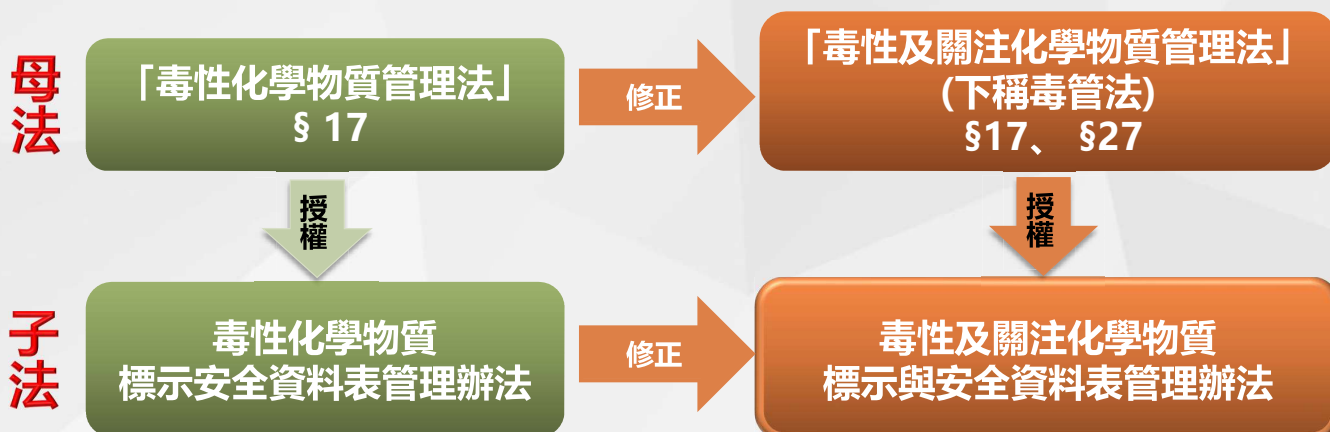 母法
「毒性化學物質管理法」
§ 17
修正
「毒性及關注化學物質管理法」
(下稱毒管法)
§17、 §27
授權
授權
子法
毒性化學物質
標示安全資料表管理辦法
修正
毒性及關注化學物質
標示與安全資料表管理辦法